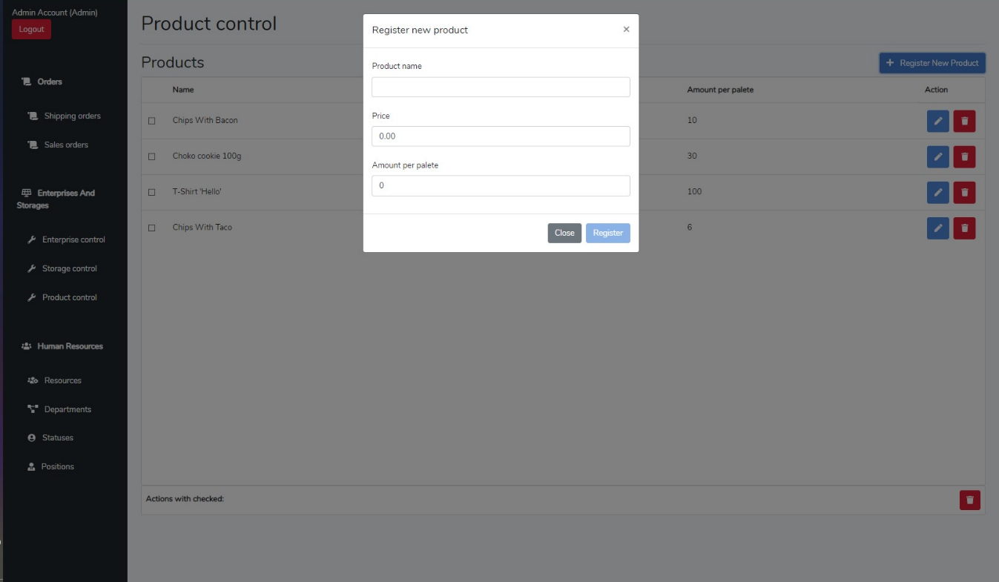 Admin Account (Admin)
Logout
Orders
Shipping orders
Sales orders
Enterprises And
Storages
Enterprise control
Storage control
Product control
Human Resources
Resources
Departments
Statuses
Positions
Product control
Products
Register New Product
Name
Amount per palete
Action
Chips With Bacon
10
Choko cookie 100g
30
T-Shirt 'Hello'
100
Chips With Taco
6
Actions with checked:
Register new product
×
Product name
Price
0.00
Amount per palete
0
Close
Register